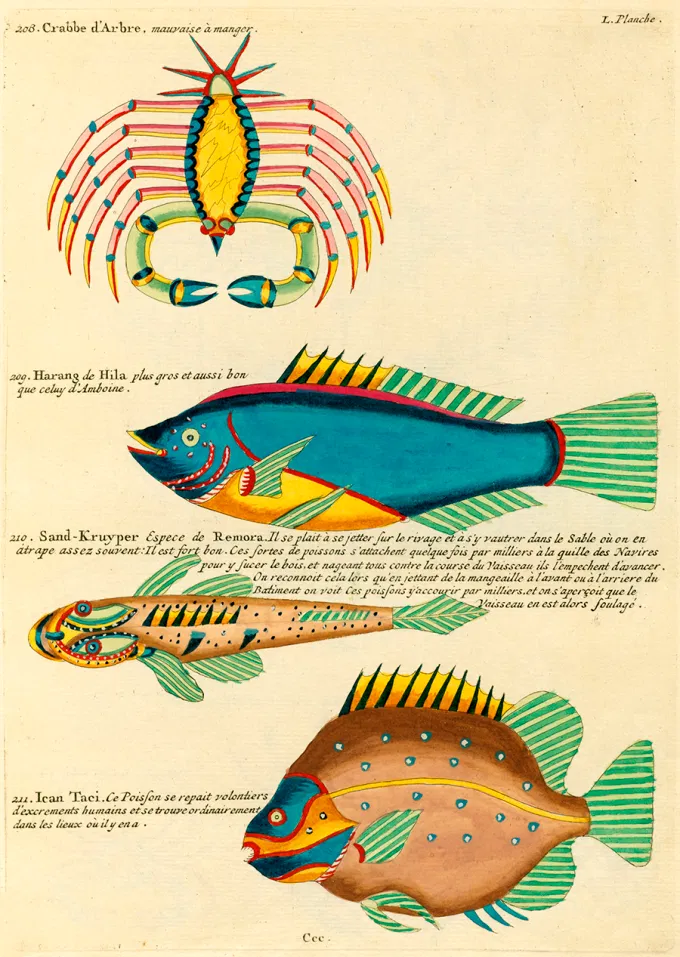 L. Planche.
208. Crabbe d'Arbre, mauvaise à manger.
209. Harang de Hila plus gros et aussi bon
que celuy d'Amboine.
210. Sand-Kruyper Espece de Remora. Il se plait à se jetter sur le rivage et à s'y vautrer dans le Sable où on en
atrape assez souvent: Il est fort bon. Ces sortes de poissons s'attachent quelque fois par milliers à la quille des Navires
pour y sucer le bois, et nageant tous contre la course du Vaisseau ils l'empechent d'avancer.
On reconnoit cela lors qu'en jettant de la mangeaille à l'avant ou à l'arriere du
Batiment on voit Ces poissons y accourir par milliers, et on s'aperçoit que le
Vaisseau en est alors soulagé.
211. Ican Taci. Ce Poisson se repait volontiers
d'excrements humains et se trouve ordinairement
dans les lieux où il y en a.
Ccc.